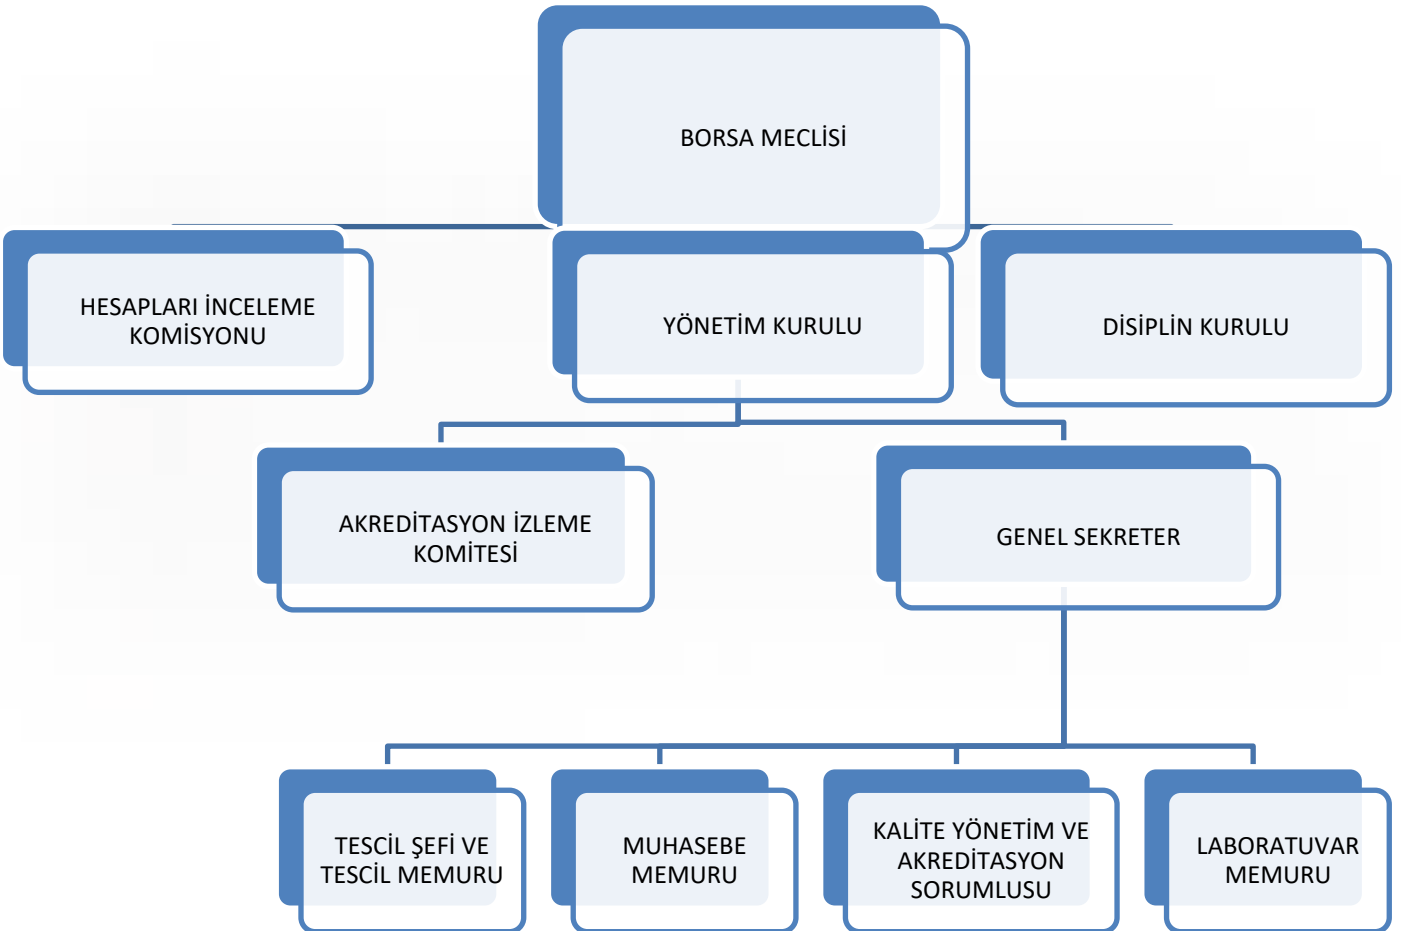 BORSA MECLİSİ
HESAPLARI İNCELEME
KOMİSYONU
YÖNETİM KURULU
DİSİPLİN KURULU
AKREDİTASYON İZLEME
KOMİTESİ
GENEL SEKRETER
TESCİL ŞEFİ VE
TESCİL MEMURU
MUHASEBE
MEMURU
KALİTE YÖNETİM VE
AKREDİTASYON
SORUMLUSU
LABORATUVAR
MEMURU